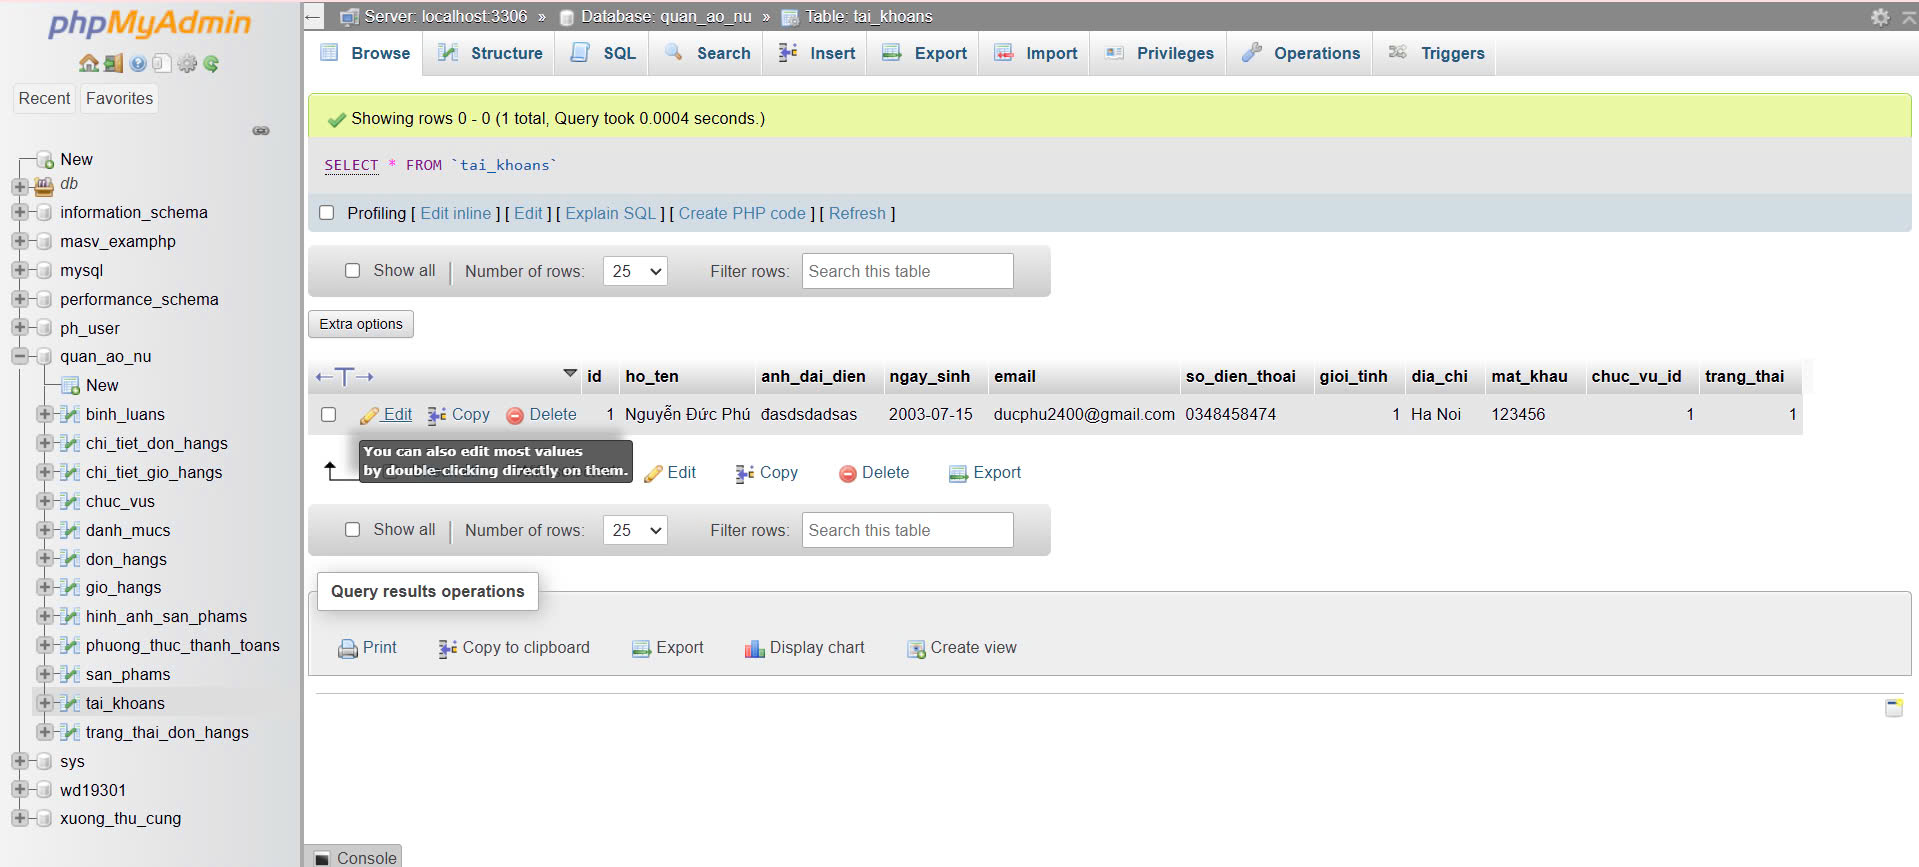 phpMyAdmin
Recent Favorites
New
db
information_schema
masv_examphp
mysql
performance_schema
ph_user
quan_ao_nu
New
binh_luans
chi_tiet_don_hangs
chi_tiet_gio_hangs
chuc_vus
danh_mucs
don_hangs
gio_hangs
hinh_anh_san_phams
phuong_thuc_thanh_toans
san_phams
tai_khoans
trang_thai_don_hangs
sys
wd19301
xuong_thu_cung
Server: localhost:3306 » Database: quan_ao_nu » Table: tai_khoans
Browse Structure SQL Search Insert Export Import Privileges Operations Triggers
Showing rows 0 - 0 (1 total, Query took 0.0004 seconds.)
SELECT * FROM `tai_khoans`
Profiling [ Edit inline ] [ Edit ] [ Explain SQL ] [ Create PHP code ] [ Refresh ]
Show all | Number of rows: 25 Filter rows: Search this table
Extra options
←T→ id ho_ten anh_dai_dien ngay_sinh email so_dien_thoai gioi_tinh dia_chi mat_khau chuc_vu_id trang_thai
Edit Copy Delete 1 Nguyễn Đức Phú đasdsdadsas 2003-07-15 ducphu2400@gmail.com 0348458474 1 Ha Noi 123456 1 1
You can also edit most values
by double-clicking directly on them.
Edit Copy Delete Export
Show all | Number of rows: 25 Filter rows: Search this table
Query results operations
Print Copy to clipboard Export Display chart Create view
Console